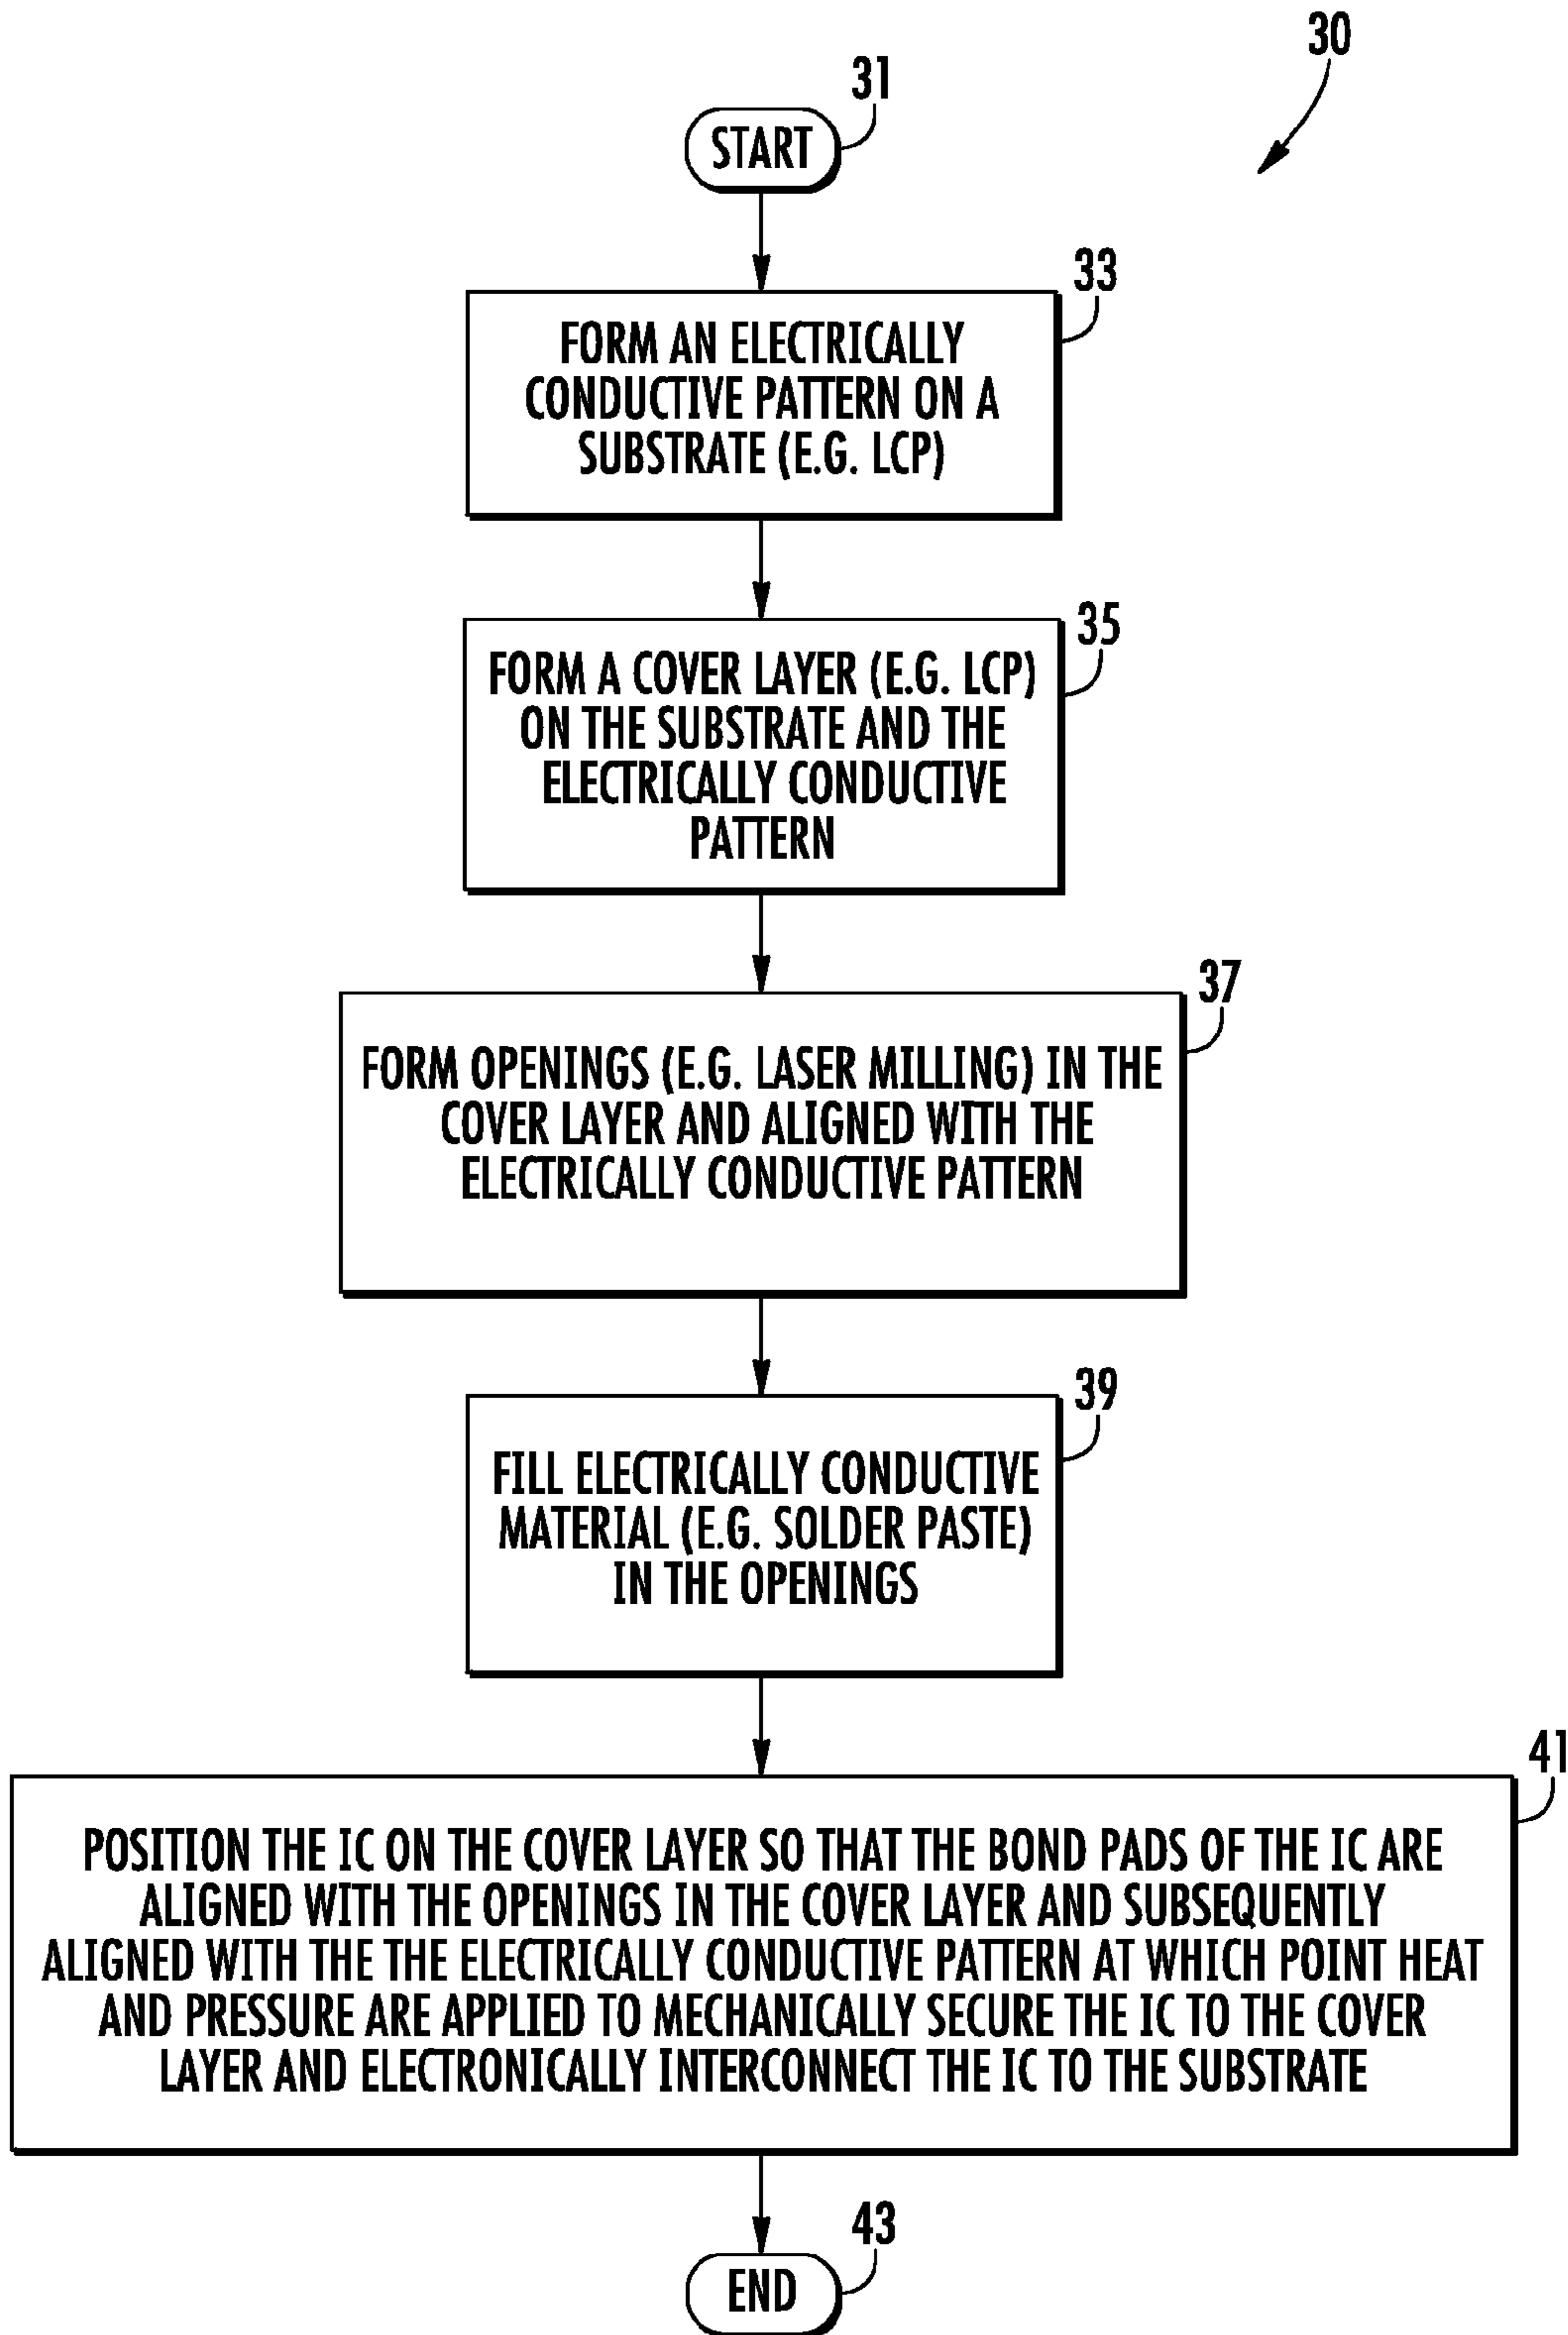 30
31
START
33
FORM AN ELECTRICALLY
CONDUCTIVE PATTERN ON A
SUBSTRATE (E.G. LCP)
35
FORM A COVER LAYER (E.G. LCP)
ON THE SUBSTRATE AND THE
ELECTRICALLY CONDUCTIVE
PATTERN
37
FORM OPENINGS (E.G. LASER MILLING) IN THE
COVER LAYER AND ALIGNED WITH THE
ELECTRICALLY CONDUCTIVE PATTERN
39
FILL ELECTRICALLY CONDUCTIVE
MATERIAL (E.G. SOLDER PASTE)
IN THE OPENINGS
41
POSITION THE IC ON THE COVER LAYER SO THAT THE BOND PADS OF THE IC ARE
ALIGNED WITH THE OPENINGS IN THE COVER LAYER AND SUBSEQUENTLY
ALIGNED WITH THE THE ELECTRICALLY CONDUCTIVE PATTERN AT WHICH POINT HEAT
AND PRESSURE ARE APPLIED TO MECHANICALLY SECURE THE IC TO THE COVER
LAYER AND ELECTRONICALLY INTERCONNECT THE IC TO THE SUBSTRATE
43
END